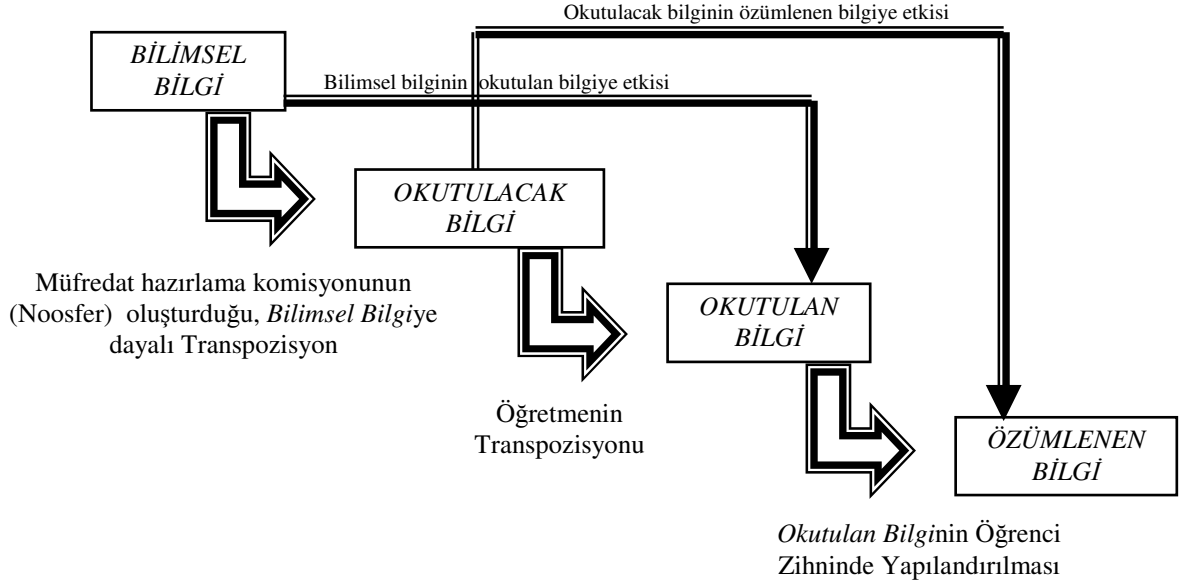 Okutulacak bilginin özümlenen bilgiye etkisi
BİLİMSEL
BİLGİ
Bilimsel bilginin okutulan bilgiye etkisi
OKUTULACAK
BİLGİ
Müfredat hazırlama komisyonunun
(Noosfer) oluşturduğu, Bilimsel Bilgiye
dayalı Transpozisyon
OKUTULAN
BİLGİ
Öğretmenin
Transpozisyonu
ÖZÜMLENEN
BİLGİ
Okutulan Bilginin Öğrenci
Zihninde Yapılandırılması